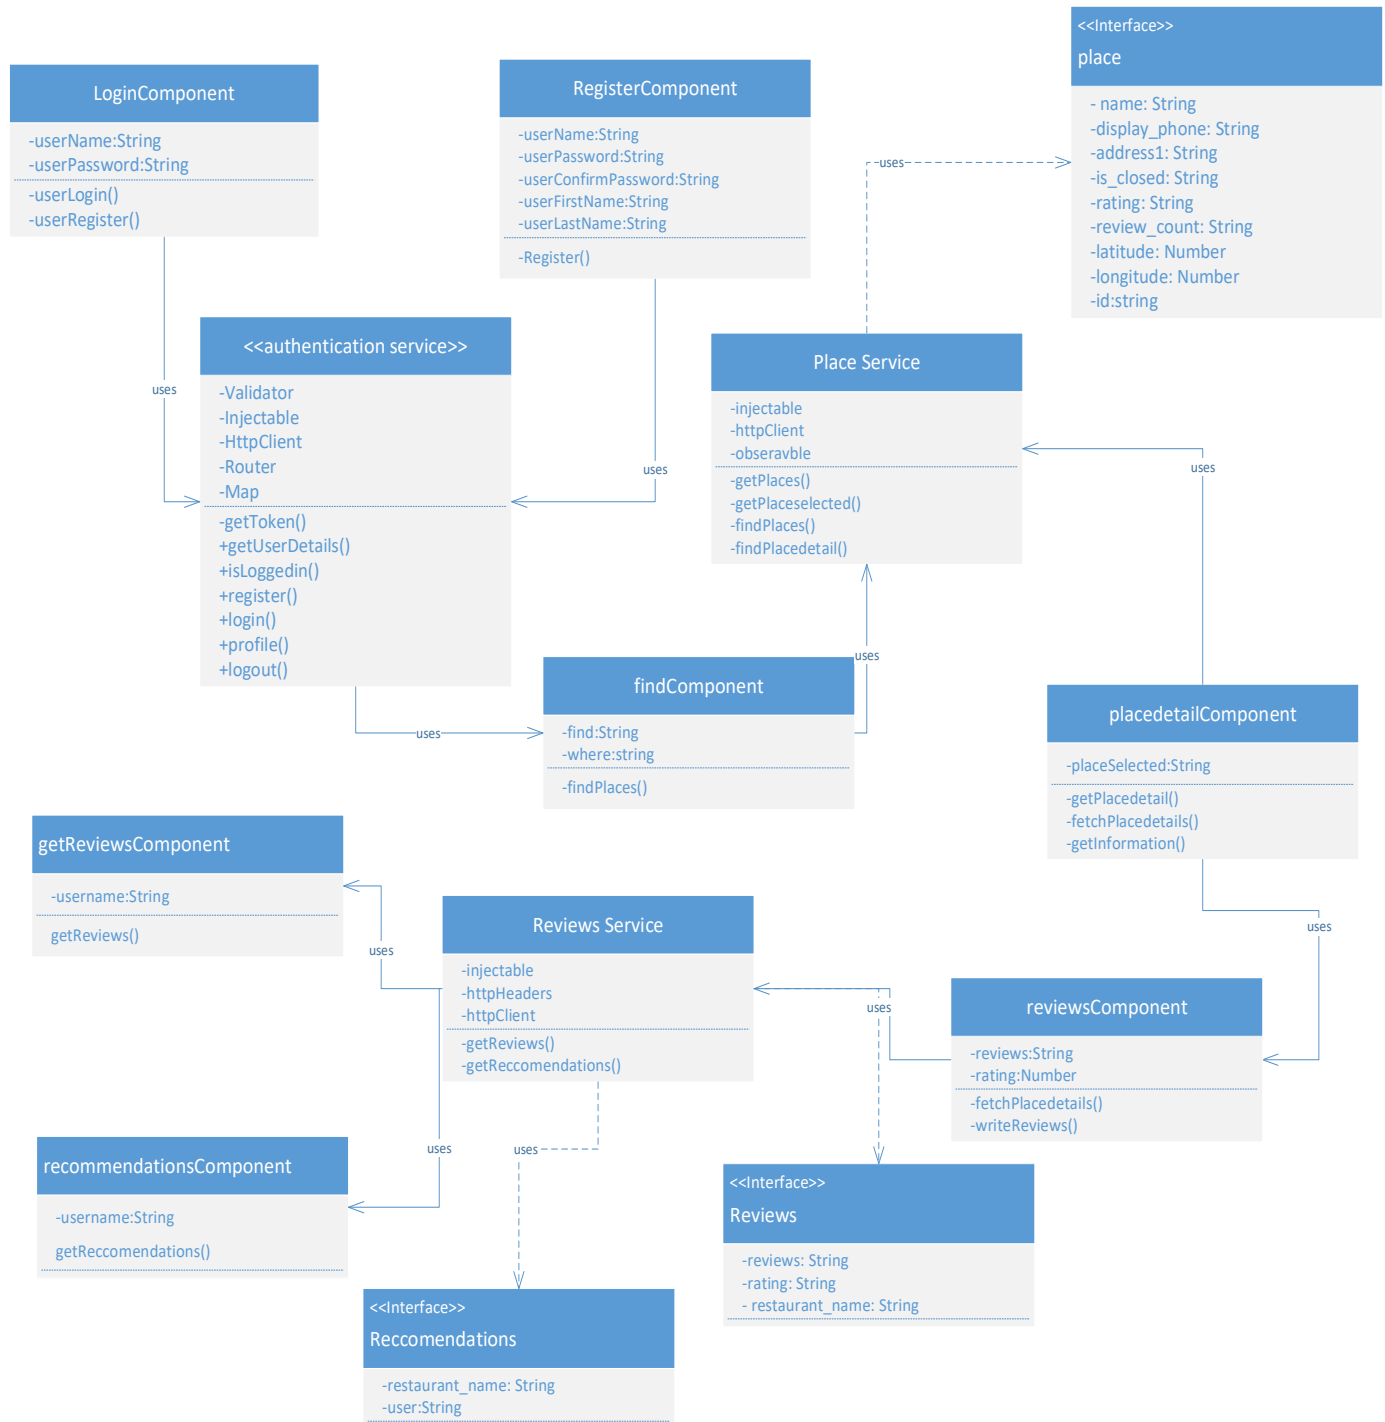 <<Interface>>
place
- name: String
-display_phone: String
-address1: String
-is_closed: String
-rating: String
-review_count: String
-latitude: Number
-longitude: Number
-id:string
LoginComponent
-userName:String
-userPassword:String
-userLogin()
-userRegister()
RegisterComponent
-userName:String
-userPassword:String
-userConfirmPassword:String
-userFirstName:String
-userLastName:String
-Register()
uses
<<authentication service>>
-Validator
-Injectable
-HttpClient
-Router
-Map
-getToken()
+getUserDetails()
+isLoggedin()
+register()
+login()
+profile()
+logout()
uses
uses
Place Service
-injectable
-httpClient
-obseravble
-getPlaces()
-getPlaceselected()
-findPlaces()
-findPlacedetail()
uses
uses
findComponent
-find:String
-where:string
-findPlaces()
uses
placedetailComponent
-placeSelected:String
-getPlacedetail()
-fetchPlacedetails()
-getInformation()
getReviewsComponent
-username:String
getReviews()
uses
Reviews Service
-injectable
-httpHeaders
-httpClient
-getReviews()
-getReccomendations()
uses
uses
reviewsComponent
-reviews:String
-rating:Number
-fetchPlacedetails()
-writeReviews()
recommendationsComponent
-username:String
getReccomendations()
uses
uses
<<Interface>>
Reviews
-reviews: String
-rating: String
- restaurant_name: String
<<Interface>>
Reccomendations
-restaurant_name: String
-user:String